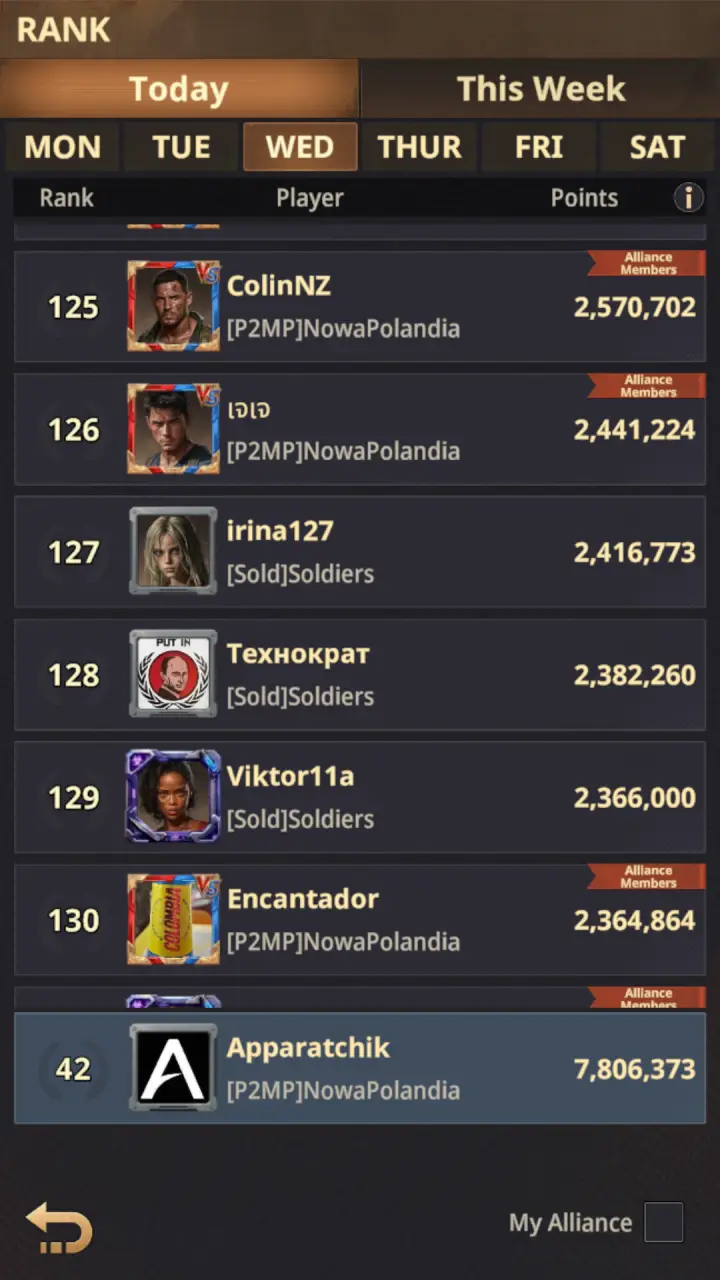 RANK
Today
This Week
MON
TUE
WED
THUR
FRI
SAT
Rank
Player
Points
i
125
VS
ColinNZ
[P2MP]NowaPolandia
Alliance
Members
2,570,702
126
VS
เจเจ
[P2MP]NowaPolandia
Alliance
Members
2,441,224
127
irina127
[Sold]Soldiers
2,416,773
128
PUT IN
Технократ
[Sold]Soldiers
2,382,260
129
Viktor11a
[Sold]Soldiers
2,366,000
130
VS
COLOMBIA
Encantador
[P2MP]NowaPolandia
Alliance
Members
2,364,864
Alliance
Members
42
A
Apparatchik
[P2MP]NowaPolandia
7,806,373
My Alliance